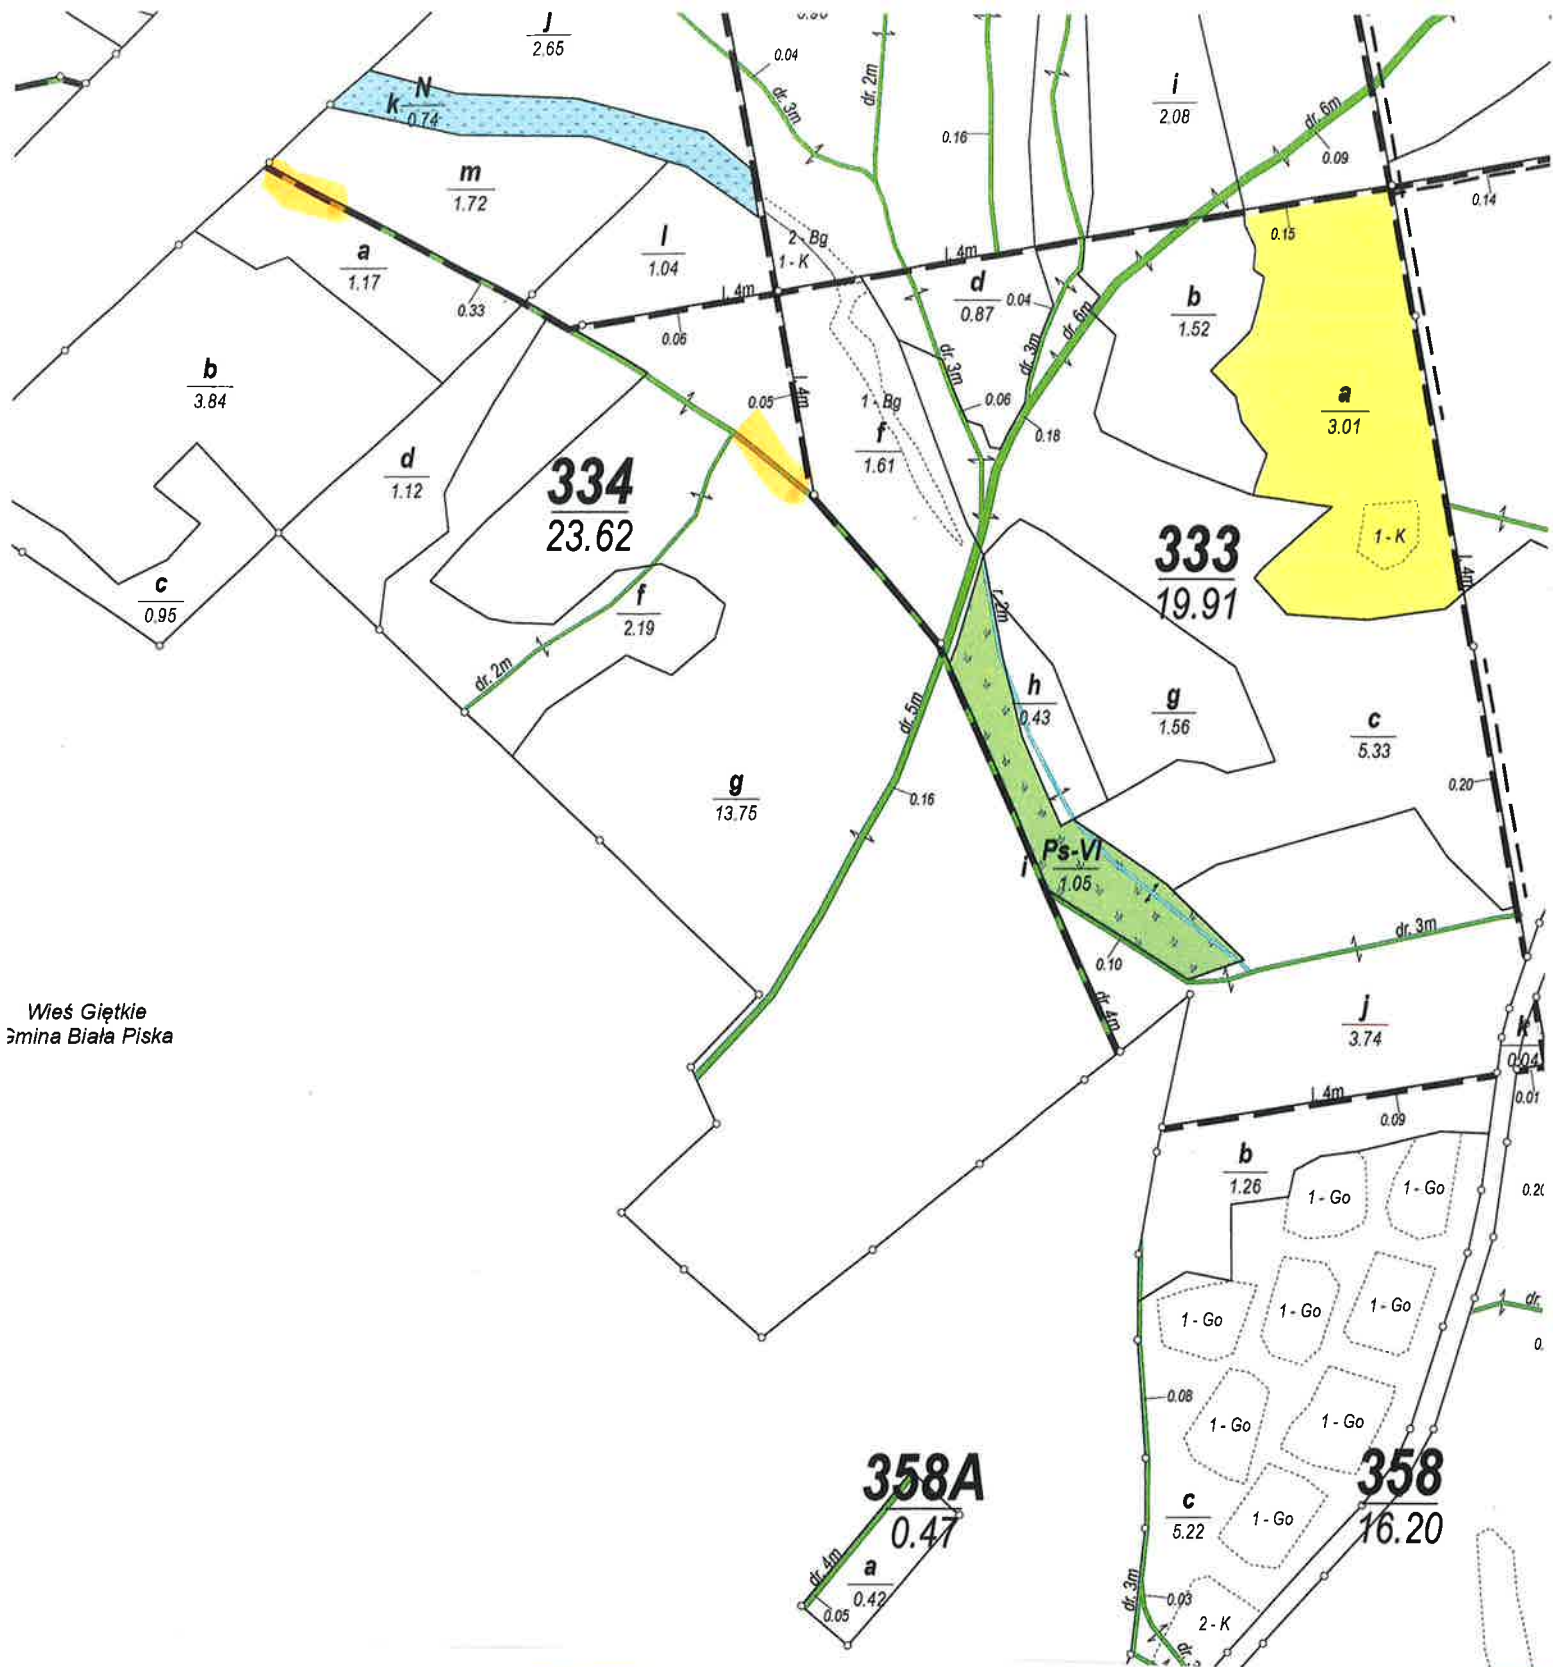 j
2.65
0.04
dr. 3m
dr. 2m
0.16
i
2.08
dr. 6m
0.09
N
k
0.74
m
1.72
0.14
0.15
a
1.17
l
1.04
2 - Bg
1 - K
l. 4m
l. 4m
d
0.87
0.04
b
1.52
0.33
0.06
dr. 6m
dr. 3m
dr. 3m
b
3.84
0.05
l. 4m
1 - Bg
0.06
a
3.01
f
1.61
0.18
d
1.12
334
23.62
1 - K
333
19.91
l. 4m
c
0.95
f
2.19
r. 2m
dr. 2m
h
0.43
g
1.56
dr. 5m
c
5.33
g
13.75
0.16
0.20
Ps-VI
i
1.05
dr. 3m
0.10
dr. 4m
Wieś Giętkie
Gmina Biała Piska
j
3.74
k
0.04
l. 4m
0.09
0.01
b
1.26
1 - Go
1 - Go
1 - Go
1 - Go
1 - Go
dr.
0.08
1 - Go
1 - Go
358A
0.47
358
16.20
c
5.22
1 - Go
dr. 4m
a
0.42
0.05
dr. 3m
0.03
2 - K